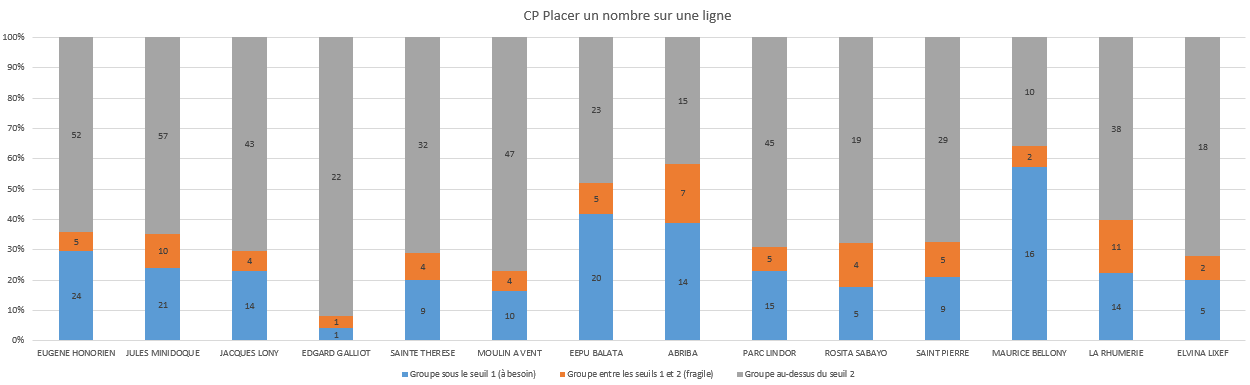 CP Placer un nombre sur une ligne
100%
90%
80%
70%
60%
50%
40%
30%
20%
10%
0%
52 57 43 22 32 47 23 15 45 19 29 10 38 18
5 10 4 1 4 4 5 7 5 4 5 2 11 2
24 21 14 1 9 10 20 14 15 5 9 16 14 5
EUGENE HONORIEN JULES MINIDOQUE JACQUES LONY EDGARD GALLIOT SAINTE THERESE MOULIN A VENT EEPU BALATA ABRIBA PARC LINDOR ROSITA SABAYO SAINT PIERRE MAURICE BELLONY LA RHUMERIE ELVINA LIXEF
Groupe sous le seuil 1 (à besoin) Groupe entre les seuils 1 et 2 (fragile) Groupe au-dessus du seuil 2